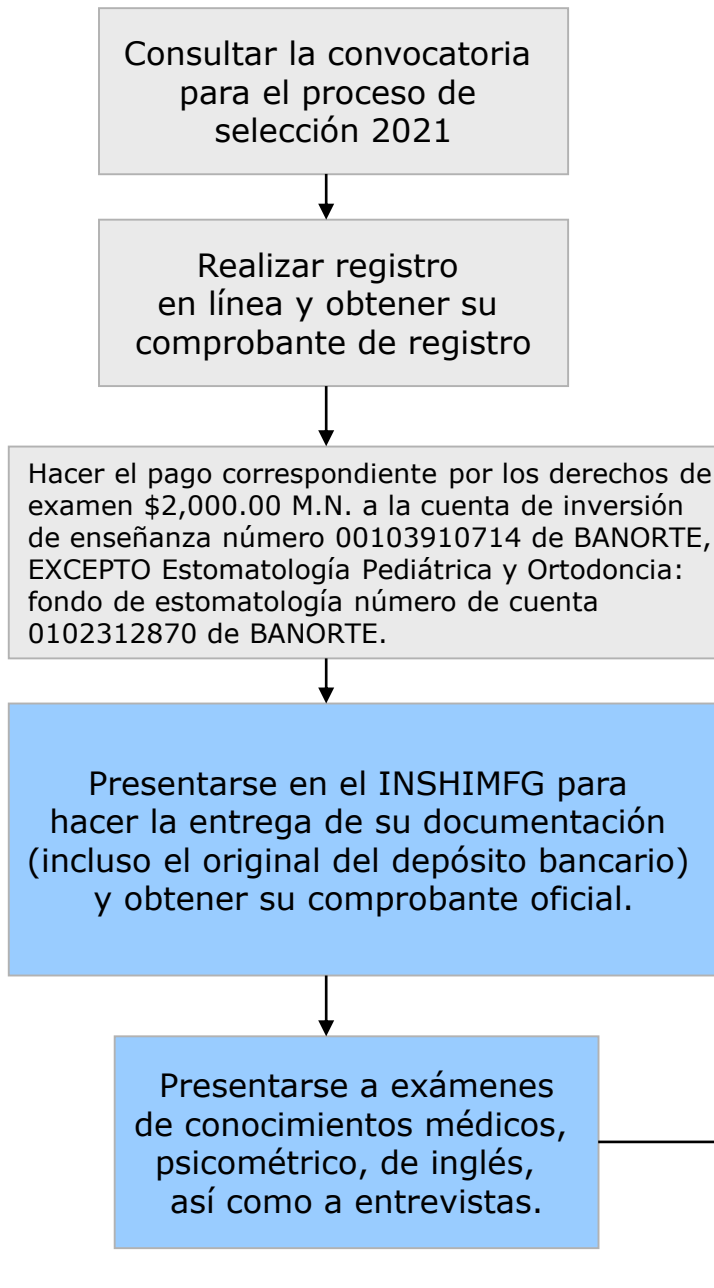 Consultar la convocatoria
para el proceso de
selección 2021
Realizar registro
en línea y obtener su
comprobante de registro
Hacer el pago correspondiente por los derechos de
examen $2,000.00 M.N. a la cuenta de inversión
de enseñanza número 00103910714 de BANORTE,
EXCEPTO Estomatología Pediátrica y Ortodoncia:
fondo de estomatología número de cuenta
0102312870 de BANORTE.
Presentarse en el INSHIMFG para
hacer la entrega de su documentación
(incluso el original del depósito bancario)
y obtener su comprobante oficial.
Presentarse a exámenes
de conocimientos médicos,
psicométrico, de inglés,
así como a entrevistas.